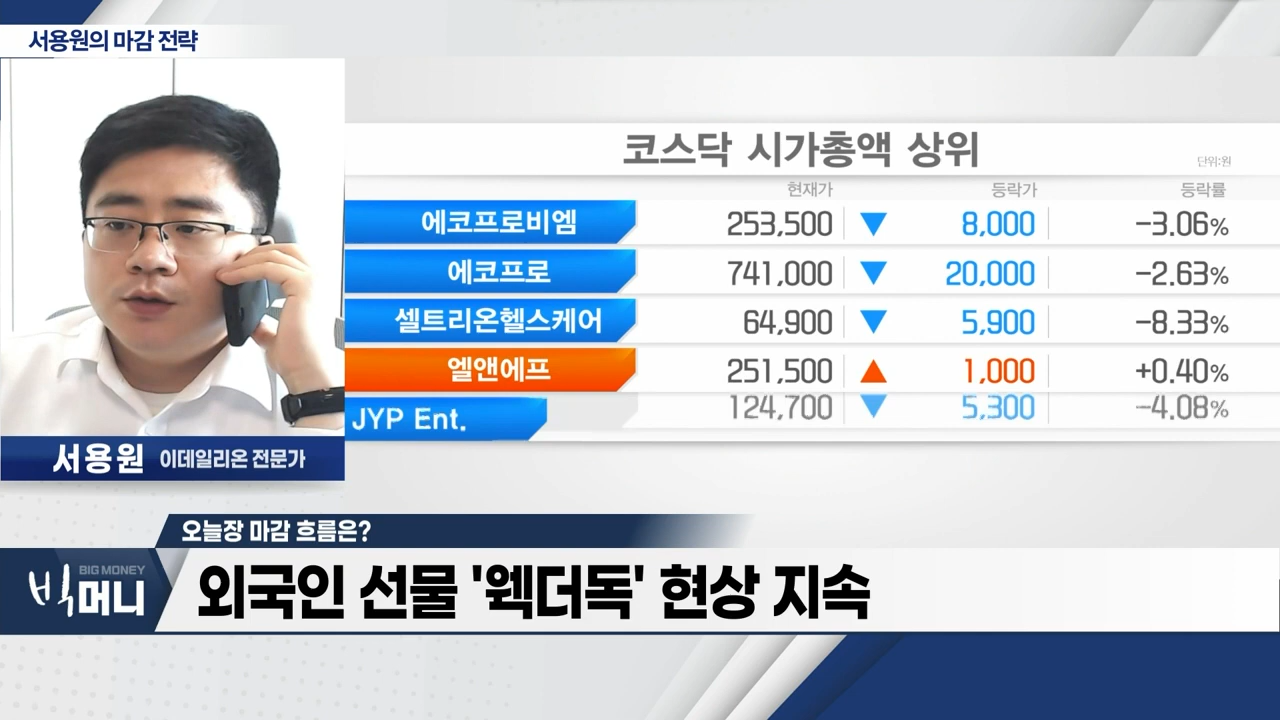 서용원의 마감 전략
코스닥 시가총액 상위
단위:원
현재가 등락가 등락률
에코프로비엠 253,500 ▼ 8,000 -3.06%
에코프로 741,000 ▼ 20,000 -2.63%
셀트리온헬스케어 64,900 ▼ 5,900 -8.33%
엘앤에프 251,500 ▲ 1,000 +0.40%
JYP Ent. 124,700 ▼ 5,300 -4.08%
서용원 이데일리온 전문가
오늘장 마감 흐름은?
BIG MONEY
빅머니
외국인 선물 '웩더독' 현상 지속